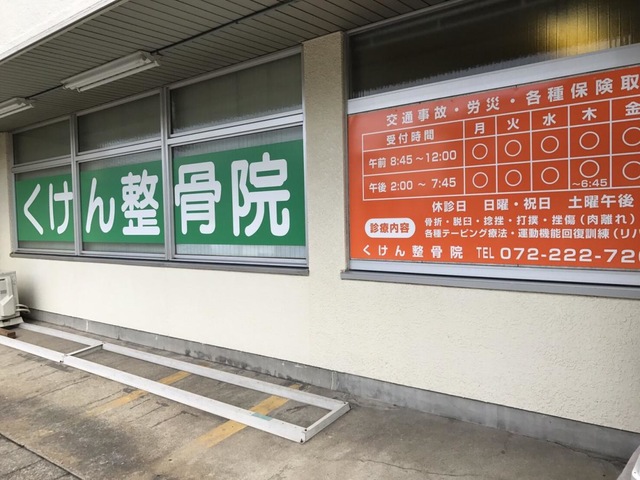 くけん整骨院
交通事故・労災・各種保険取
受付時間 月 火 水 木 金
午前 8:45～12:00 ○ ○ ○ ○ ○
午後 2:00～7:45 ○ ○ ○ ○ ○
～6:45
休診日 日曜・祝日 土曜午後
診療内容 骨折・脱臼・捻挫・打撲・挫傷(肉離れ)
各種テーピング療法・運動機能回復訓練(リハ
くけん整骨院 TEL 072-222-72